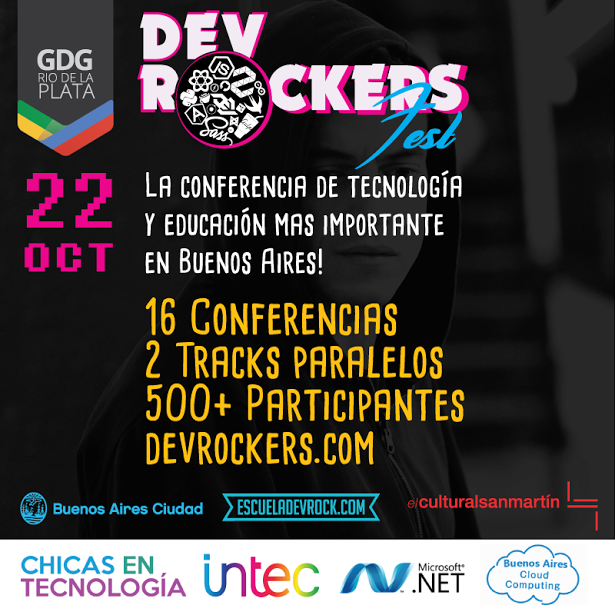 GDG
RIO DE LA
PLATA
DEV
ROCKERS
Fest
JS
Sass
22
OCT
LA CONFERENCIA DE TECNOLOGÍA
Y EDUCACIÓN MAS IMPORTANTE
EN BUENOS AIRES!
16 CONFERENCIAS
2 TRACKS PARALELOS
500+ PARTICIPANTES
DEVROCKERS.COM
Buenos Aires Ciudad
ESCUELADEVROCK.COM
elculturalsanmartín
CHICAS EN
TECNOLOGÍA
intec
Microsoft®
.NET
Buenos Aires
Cloud
Computing